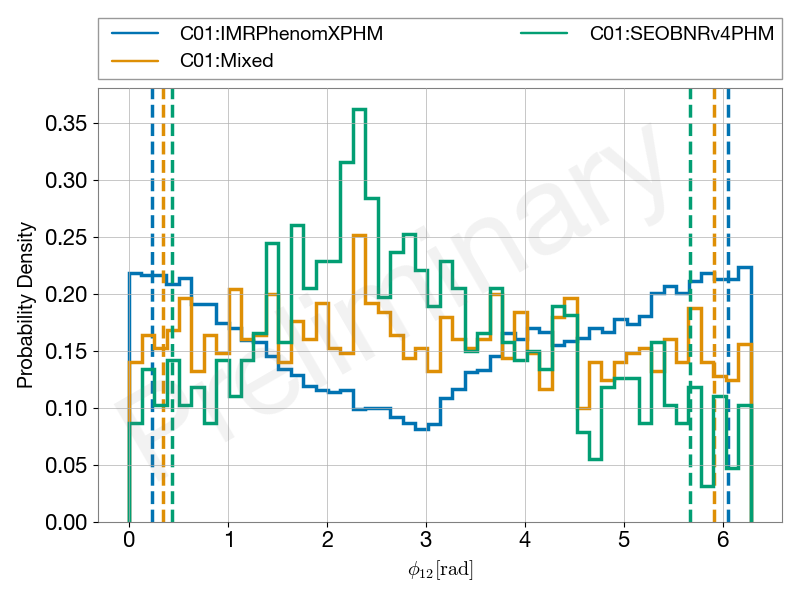 C01:IMRPhenomXPHM
C01:Mixed
C01:SEOBNRv4PHM
Preliminary
Probability Density
0.35
0.30
0.25
0.20
0.15
0.10
0.05
0.00
0 1 2 3 4 5 6
ϕ₁₂[rad]